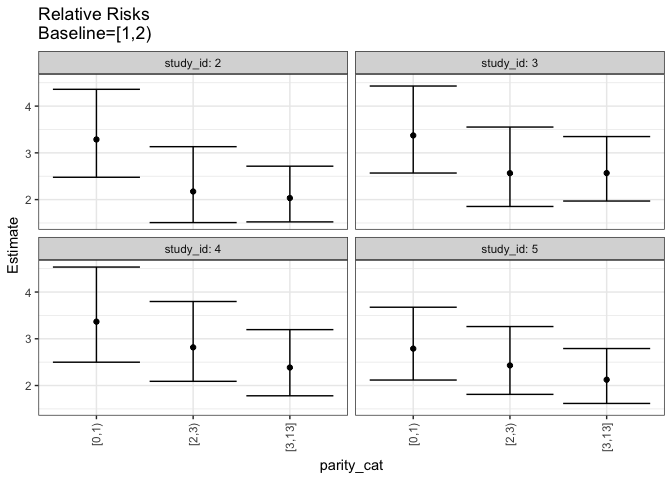 Relative Risks
Baseline=[1,2)
study_id: 2
study_id: 3
4
3
2
Estimate
study_id: 4
study_id: 5
4
3
2
[0,1)
[2,3)
[3,13]
[0,1)
[2,3)
[3,13]
parity_cat